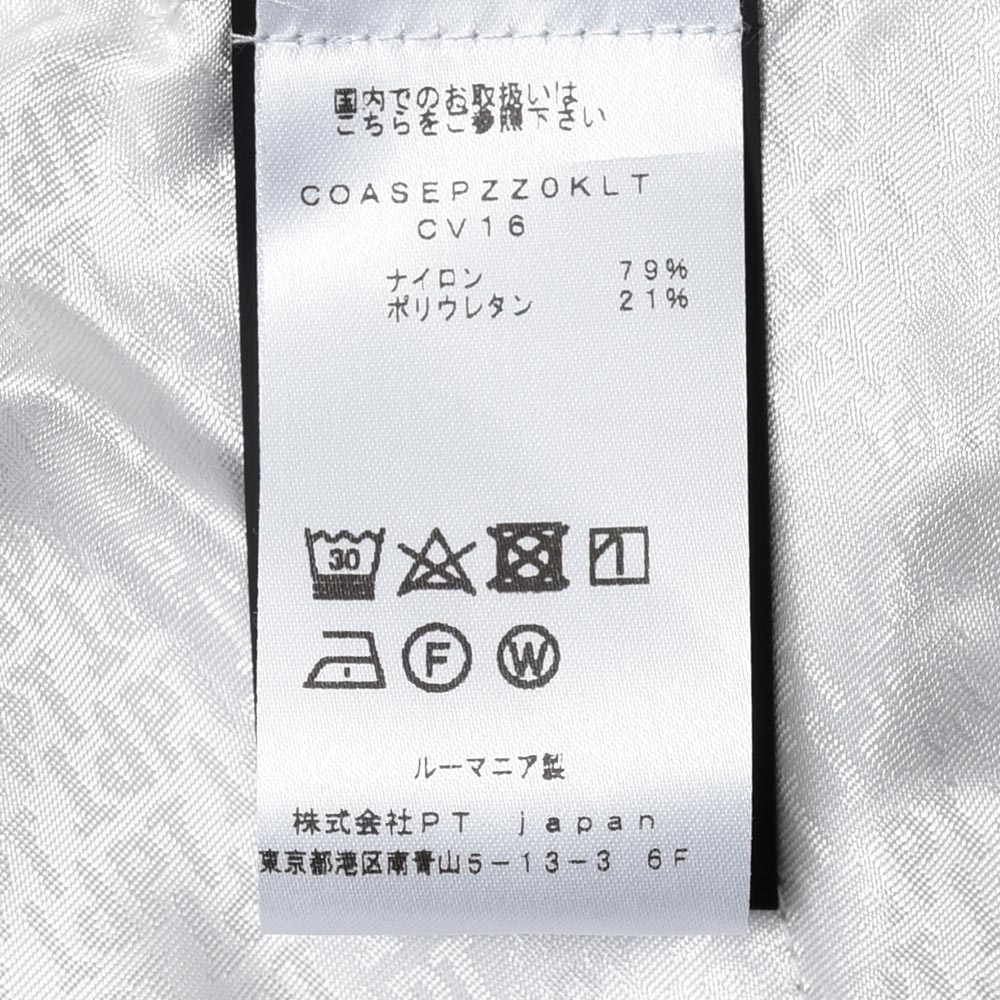 国内でのお取扱いは
こちらをご参照下さい
COASEPZZ0KLT
CV16
ナイロン 79%
ポリウレタン 21%
30
F W
ルーマニア製
株式会社PT japan
東京都港区南青山5-13-3 6F